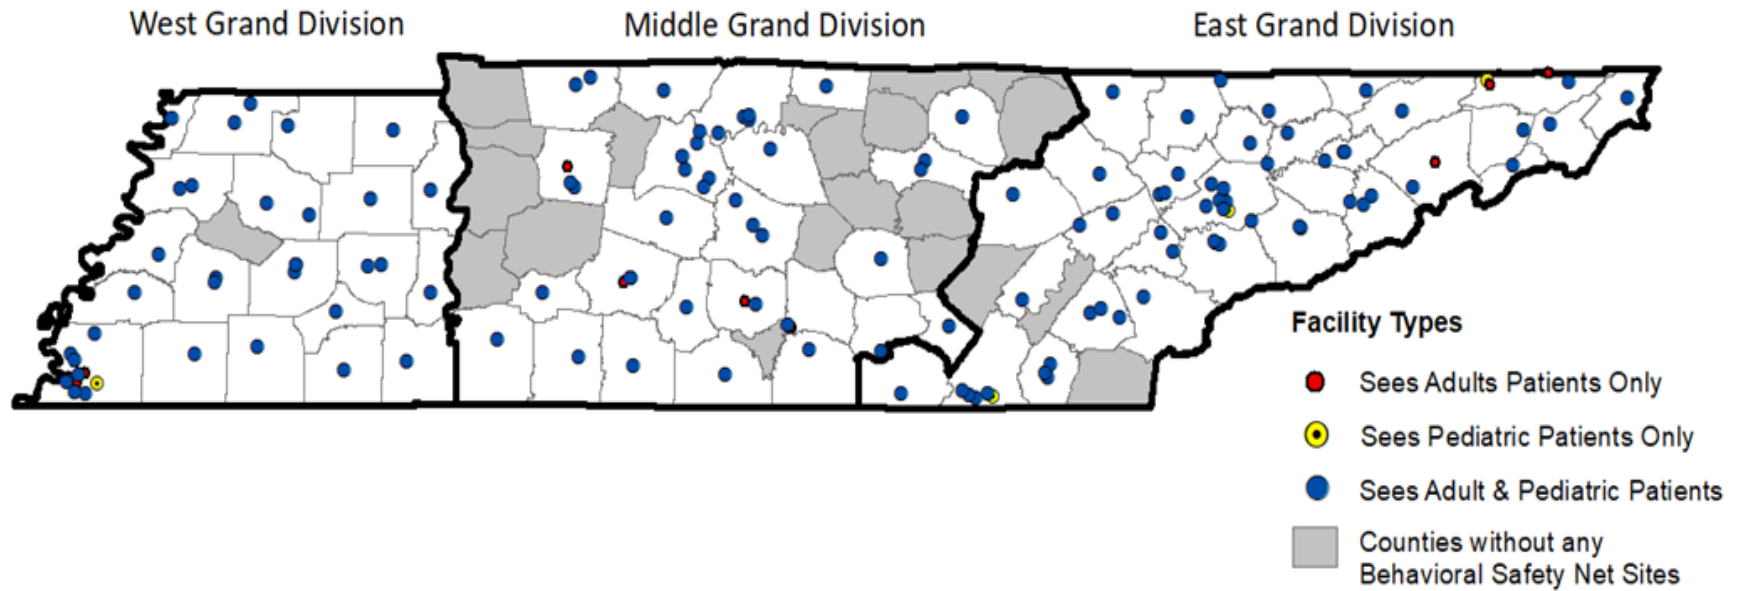 West Grand Division
Middle Grand Division
East Grand Division
Facility Types
Sees Adults Patients Only
Sees Pediatric Patients Only
Sees Adult & Pediatric Patients
Counties without any
Behavioral Safety Net Sites